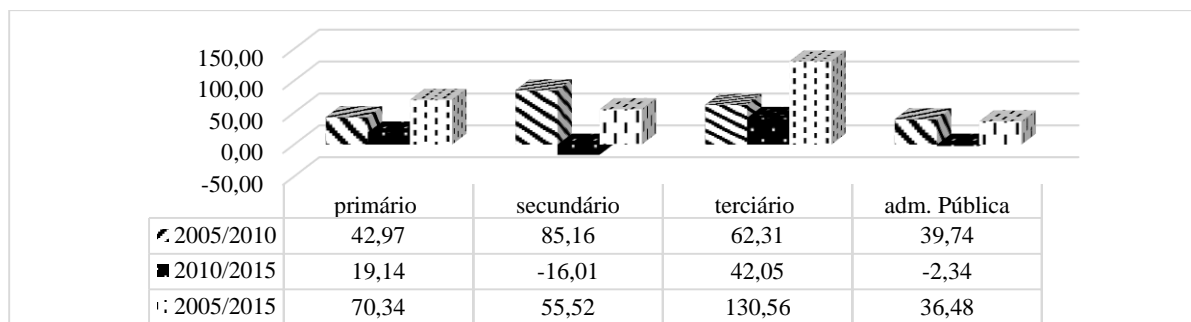 150,00
100,00
50,00
0,00
-50,00
primário secundário terciário adm. Pública
2005/2010 42,97 85,16 62,31 39,74
2010/2015 19,14 -16,01 42,05 -2,34
2005/2015 70,34 55,52 130,56 36,48